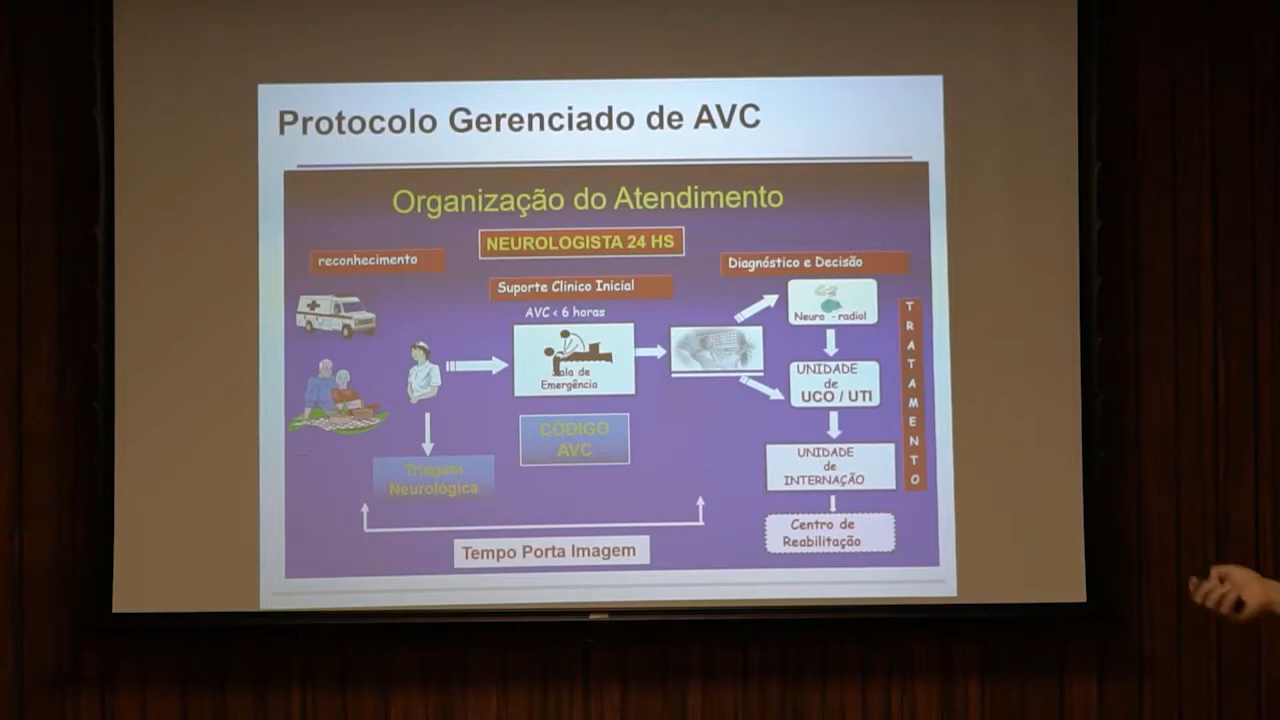 Protocolo Gerenciado de AVC
Organização do Atendimento
NEUROLOGISTA 24 HS
reconhecimento
Suporte Clinico Inicial
AVC < 6 horas
Sala de
Emergência
CÓDIGO
AVC
Triagem
Neurológica
Tempo Porta Imagem
Diagnóstico e Decisão
Neuro - radiol
UNIDADE
de
UCO / UTI
UNIDADE
de
INTERNAÇÃO
Centro de
Reabilitação
TRATAMENTO